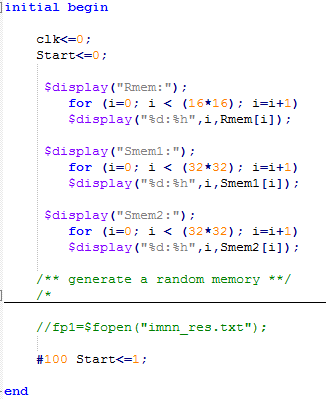 initial begin
clk<=0;
Start<=0;
$display("Rmem:");
for (i=0; i < (16*16); i=i+1)
$display("%d:%h",i,Rmem[i]);
$display("Smem1:");
for (i=0; i < (32*32); i=i+1)
$display("%d:%h",i,Smem1[i]);
$display("Smem2:");
for (i=0; i < (32*32); i=i+1)
$display("%d:%h",i,Smem2[i]);
/** generate a random memory **/
/*
//fp1=$fopen("imnn_res.txt");
#100 Start<=1;
end